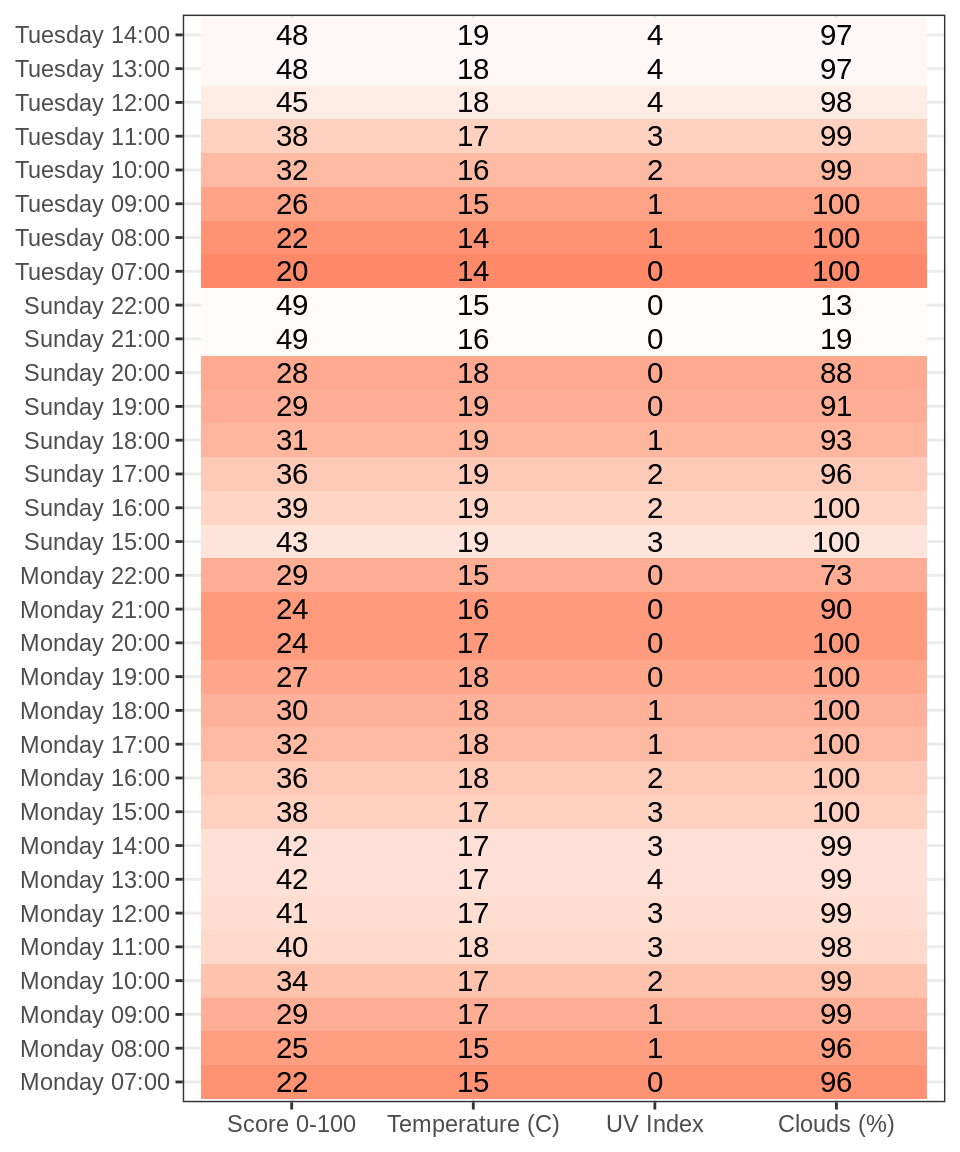 Tuesday 14:00 48 19 4 97
Tuesday 13:00 48 18 4 97
Tuesday 12:00 45 18 4 98
Tuesday 11:00 38 17 3 99
Tuesday 10:00 32 16 2 99
Tuesday 09:00 26 15 1 100
Tuesday 08:00 22 14 1 100
Tuesday 07:00 20 14 0 100
Sunday 22:00 49 15 0 13
Sunday 21:00 49 16 0 19
Sunday 20:00 28 18 0 88
Sunday 19:00 29 19 0 91
Sunday 18:00 31 19 1 93
Sunday 17:00 36 19 2 96
Sunday 16:00 39 19 2 100
Sunday 15:00 43 19 3 100
Monday 22:00 29 15 0 73
Monday 21:00 24 16 0 90
Monday 20:00 24 17 0 100
Monday 19:00 27 18 0 100
Monday 18:00 30 18 1 100
Monday 17:00 32 18 1 100
Monday 16:00 36 18 2 100
Monday 15:00 38 17 3 100
Monday 14:00 42 17 3 99
Monday 13:00 42 17 4 99
Monday 12:00 41 17 3 99
Monday 11:00 40 18 3 98
Monday 10:00 34 17 2 99
Monday 09:00 29 17 1 99
Monday 08:00 25 15 1 96
Monday 07:00 22 15 0 96
Score 0-100 Temperature (C) UV Index Clouds (%)